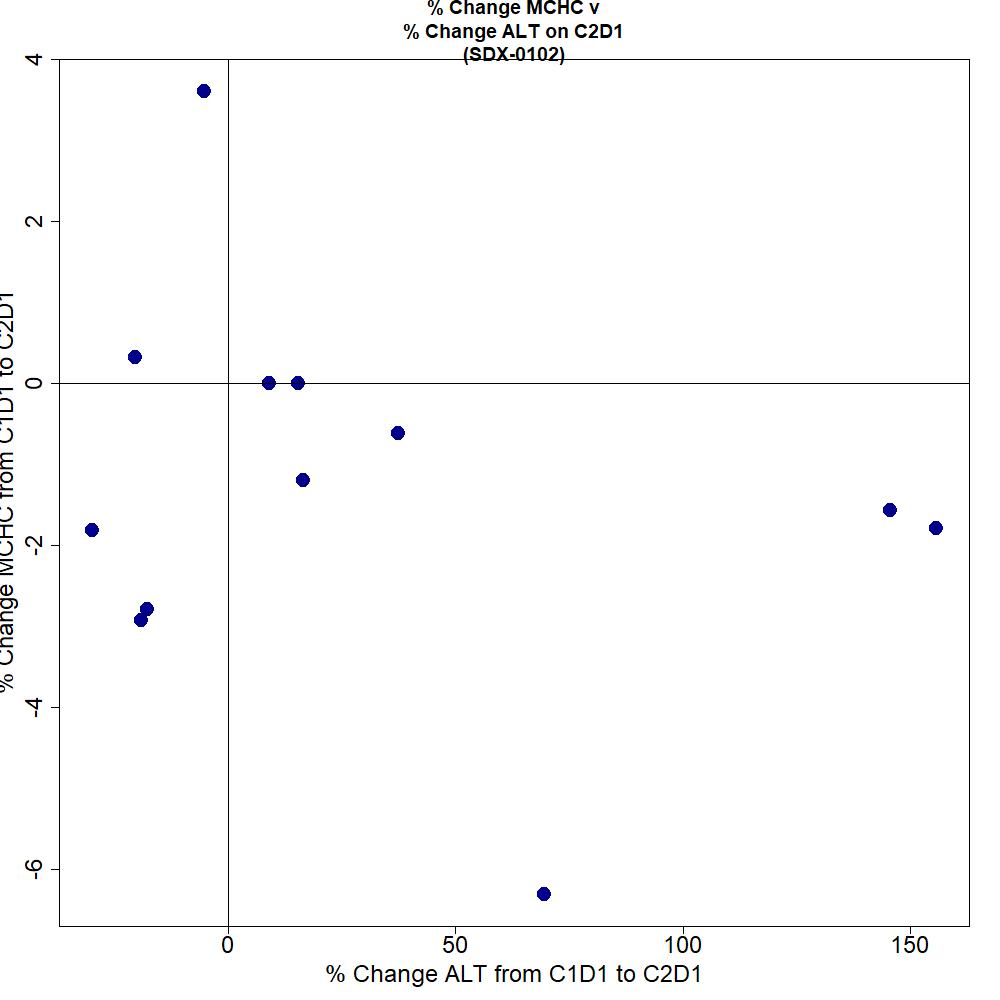 % Change MCHC v
% Change ALT on C2D1
(SDX-0102)
% Change MCHC from C1D1 to C2D1
4
2
0
-2
-4
-6
0
50
100
150
% Change ALT from C1D1 to C2D1